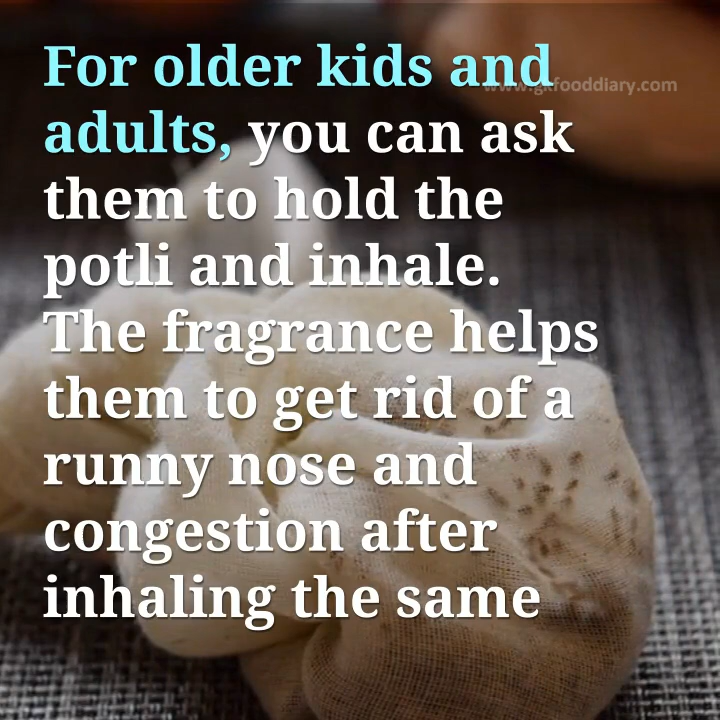 For older kids and
www.gkfooddiary.com
adults, you can ask
them to hold the
potli and inhale.
The fragrance helps
them to get rid of a
runny nose and
congestion after
inhaling the same